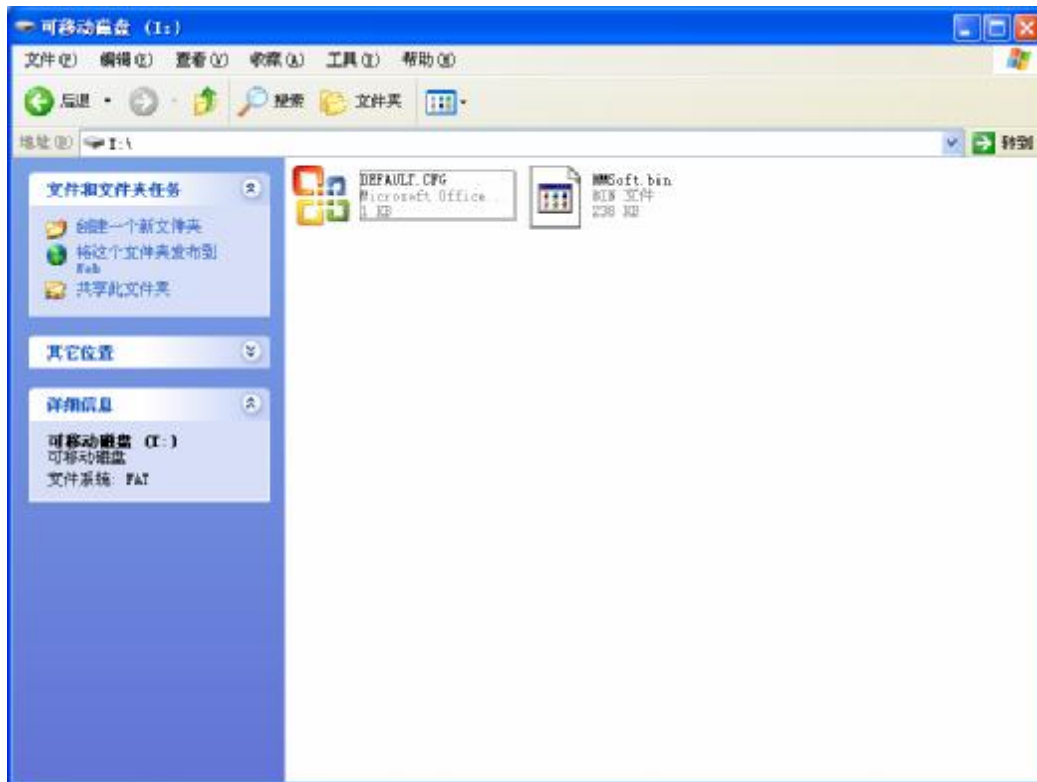 可移动磁盘 (I:)
文件(F) 编辑(E) 查看(V) 收藏(A) 工具(T) 帮助(H)
后退 搜索 文件夹
地址(D) I:\ 转到
文件和文件夹任务
创建一个新文件夹
将这个文件夹发布到
Web
共享此文件夹
其它位置
详细信息
可移动磁盘 (I:)
可移动磁盘
文件系统: FAT
DEFAULT.CFG
Microsoft Office ...
1 KB
MMSoft.bin
BIN 文件
238 KB